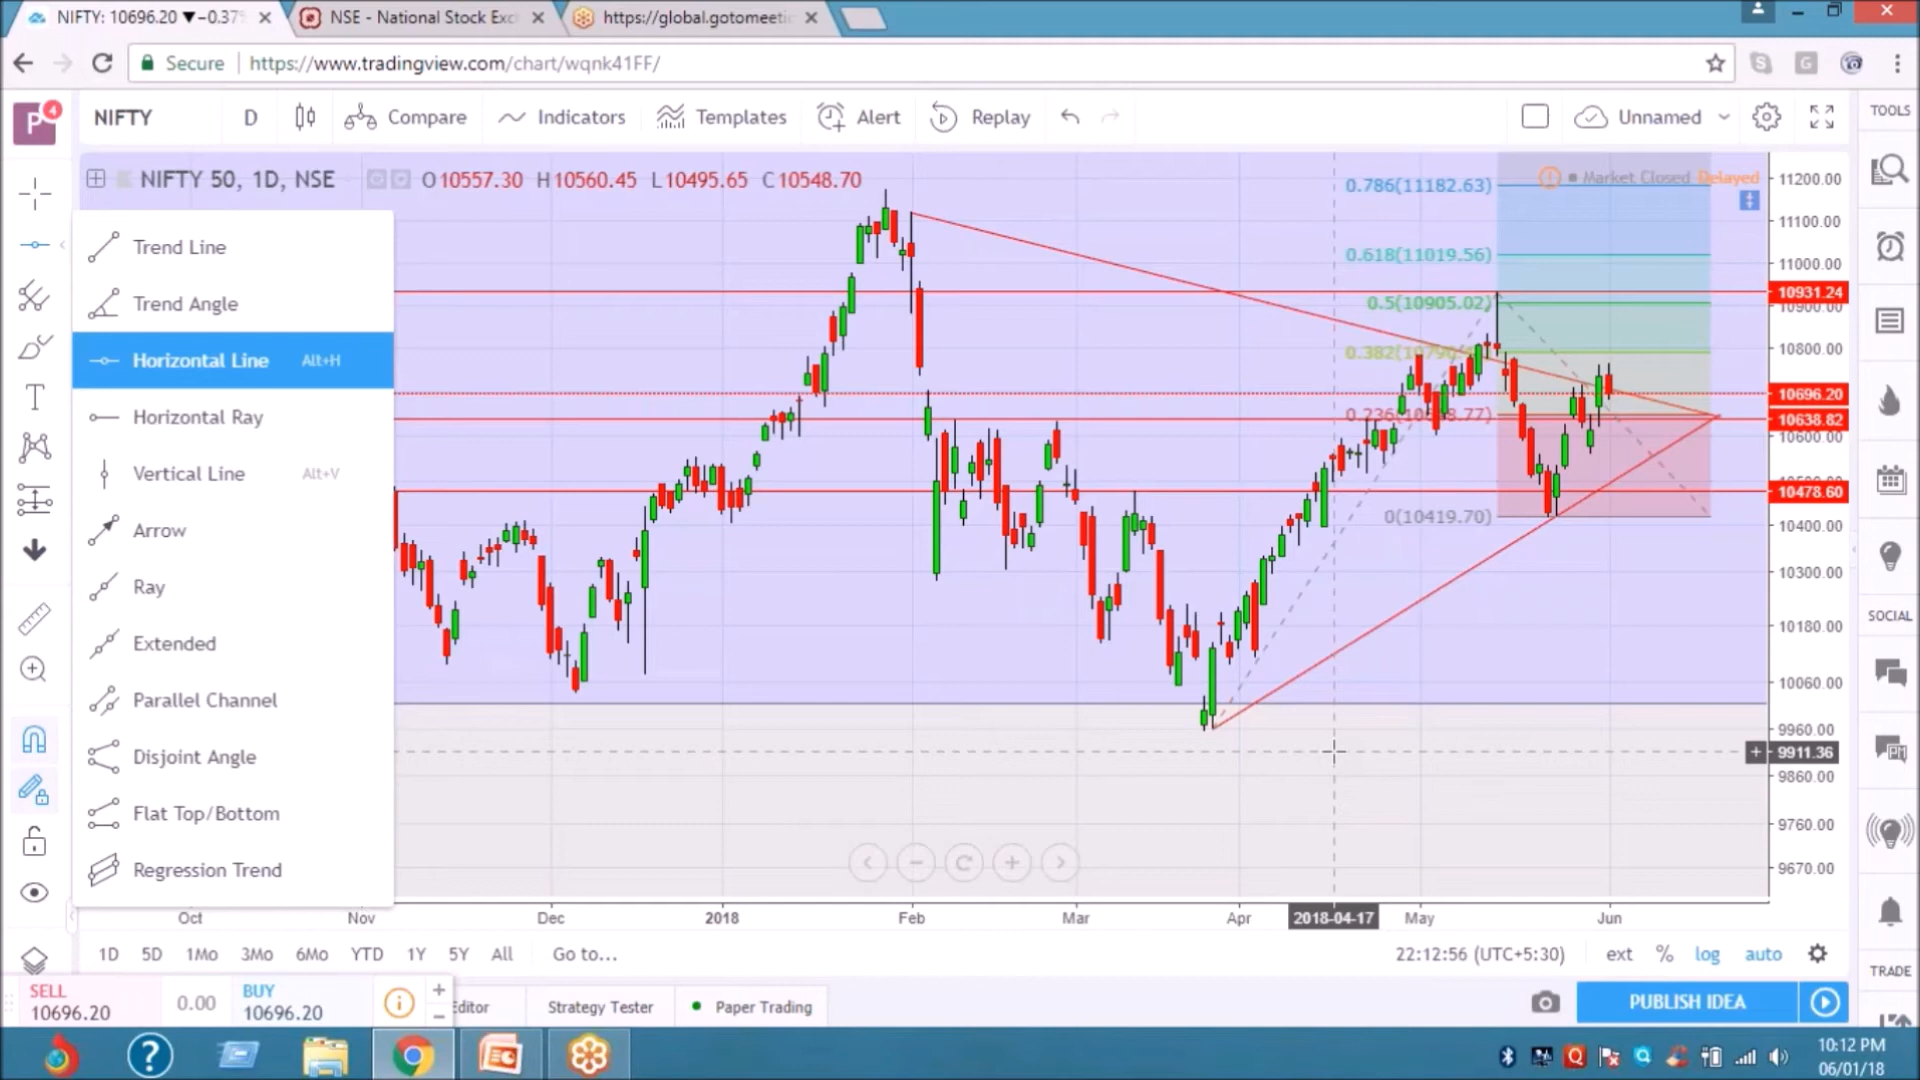 NIFTY: 10696.20 ▼−0.37%
NSE - National Stock Exc
https://global.gotomeeti
Secure
https://www.tradingview.com/chart/wqnk41FF/
P 4
NIFTY D Compare Indicators Templates Alert Replay Unnamed
TOOLS
NIFTY 50, 1D, NSE O10557.30 H10560.45 L10495.65 C10548.70
Market Closed Delayed
Trend Line
Trend Angle
Horizontal Line Alt+H
Horizontal Ray
Vertical Line Alt+V
Arrow
Ray
Extended
Parallel Channel
Disjoint Angle
Flat Top/Bottom
Regression Trend
0.786(11182.63)
0.618(11019.56)
0.5(10905.02)
0(10419.70)
11200.00
11100.00
11000.00
10931.24
10900.00
10800.00
10696.20
10638.82
10600.00
10478.60
10400.00
10300.00
10180.00
10060.00
9960.00
9911.36
9860.00
9760.00
9670.00
SOCIAL
PM
TRADE
Oct Nov Dec 2018 Feb Mar Apr 2018-04-17 May Jun
1D 5D 1Mo 3Mo 6Mo YTD 1Y 5Y All Go to...
22:12:56 (UTC+5:30) ext % log auto
SELL
10696.20
0.00
BUY
10696.20
Editor Strategy Tester Paper Trading
PUBLISH IDEA
10:12 PM
06/01/18